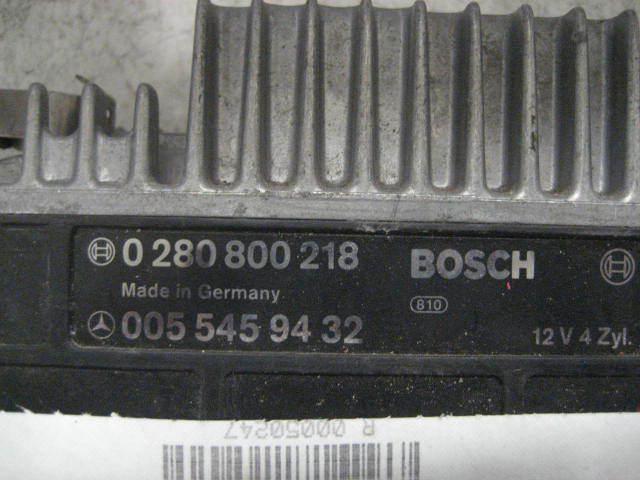 0 280 800 218 BOSCH
Made in Germany 810
005 545 94 32 12 V 4 Zyl.
R 00050247